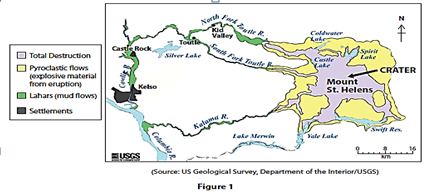 Total Destruction
Pyroclastic flows
(explosive material
from eruption)
Lahars (mud flows)
Settlements
North Fork Toutle R.
Kid
Valley
Toutle
Castle Rock
Silver Lake
South Fork Toutle R.
Coldwater
Lake
Spirit
Lake
Castle
Lake
CRATER
Mount
St. Helens
N
Kelso
Kalama R.
Columbia R.
Lake Merwin
Yale Lake
Swift Res.
0 8 16
km
USGS
(Source: US Geological Survey, Department of the Interior/USGS)
Figure 1